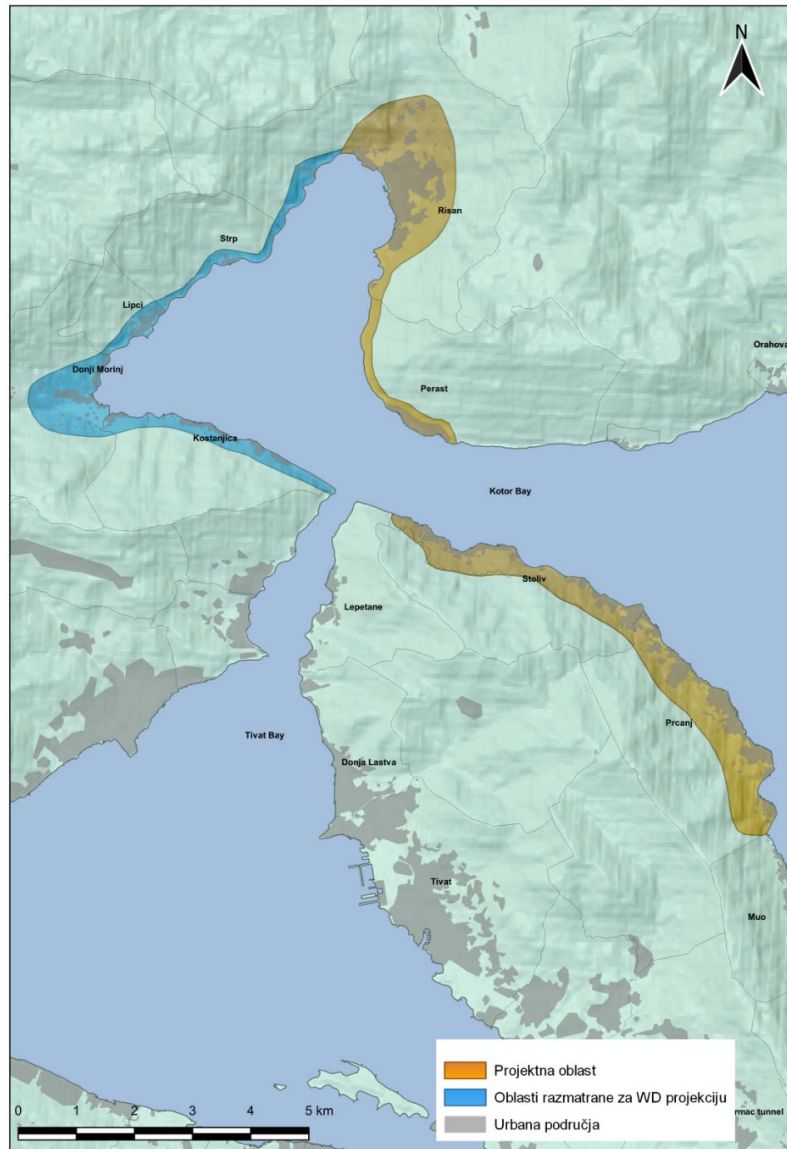 N
Risan
Strp
Lipci
Orahova
Donji Morinj
Perast
Kostanjica
Kotor Bay
Stoliv
Lepetane
Prcanj
Tivat Bay
Donja Lastva
Tivat
Muo
Projektna oblast
Oblasti razmatrane za WD projekciju
Urbana područja
rmac tunnel
0 1 2 3 4 5 km